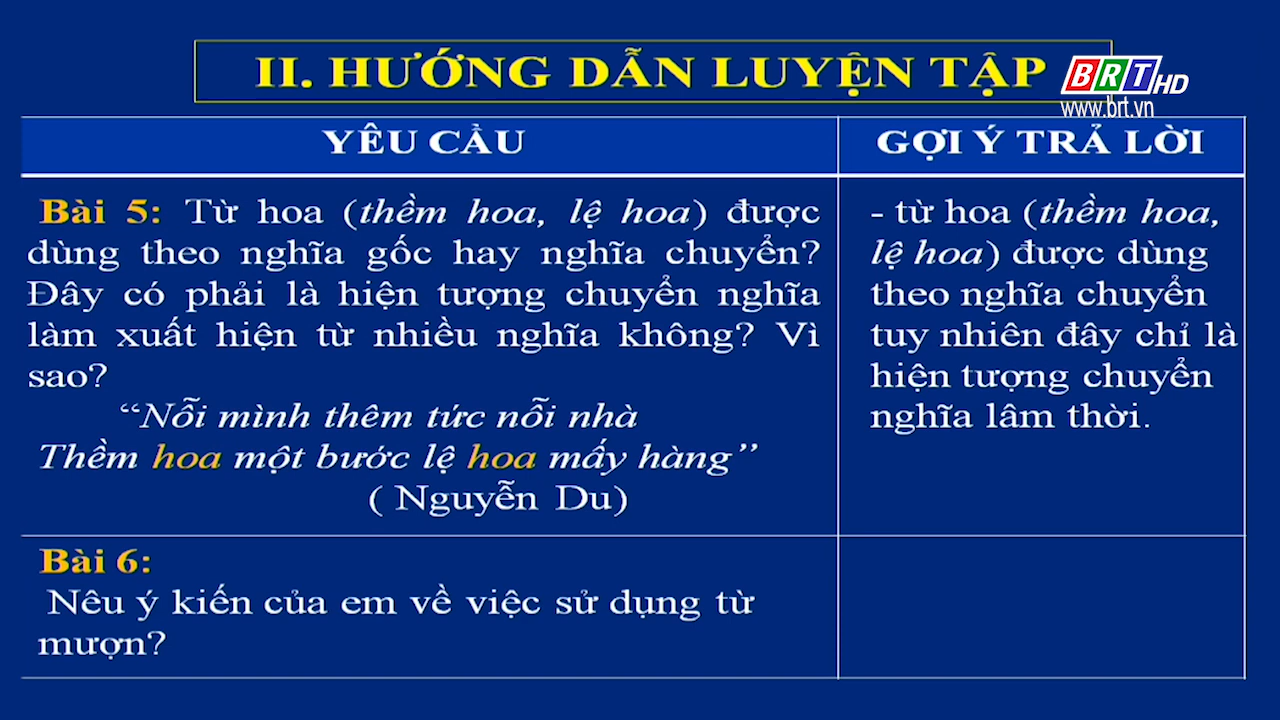 II. HƯỚNG DẪN LUYỆN TẬP
BRT HD
www.brt.vn
YÊU CẦU
GỢI Ý TRẢ LỜI
Bài 5: Từ hoa (thềm hoa, lệ hoa) được
dùng theo nghĩa gốc hay nghĩa chuyển?
Đây có phải là hiện tượng chuyển nghĩa
làm xuất hiện từ nhiều nghĩa không? Vì
sao?
“Nỗi mình thêm tức nỗi nhà
Thềm hoa một bước lệ hoa mấy hàng”
( Nguyễn Du)
- từ hoa (thềm hoa,
lệ hoa) được dùng
theo nghĩa chuyển
tuy nhiên đây chỉ là
hiện tượng chuyển
nghĩa lâm thời.
Bài 6:
Nêu ý kiến của em về việc sử dụng từ
mượn?